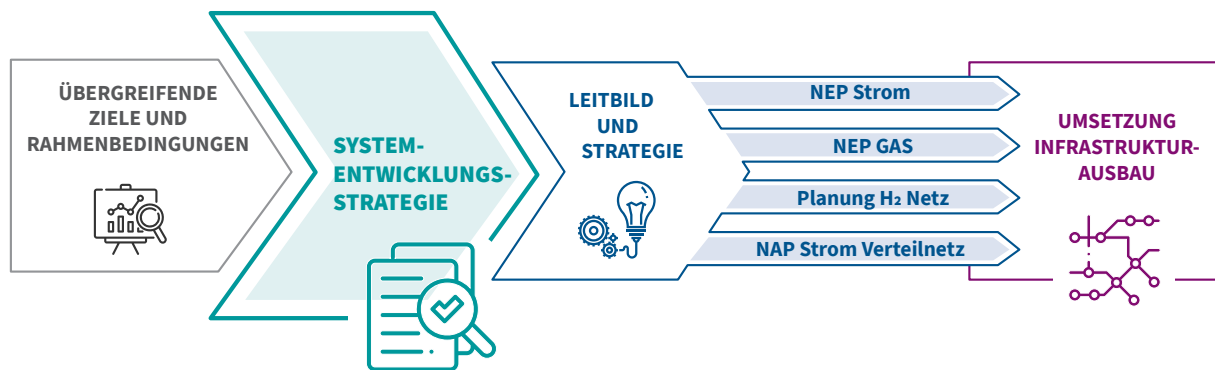 ÜBERGREIFENDE
ZIELE UND
RAHMENBEDINGUNGEN
SYSTEM-
ENTWICKLUNGS-
STRATEGIE
LEITBILD
UND
STRATEGIE
NEP Strom
NEP GAS
Planung H₂ Netz
NAP Strom Verteilnetz
UMSETZUNG
INFRASTRUKTUR-
AUSBAU